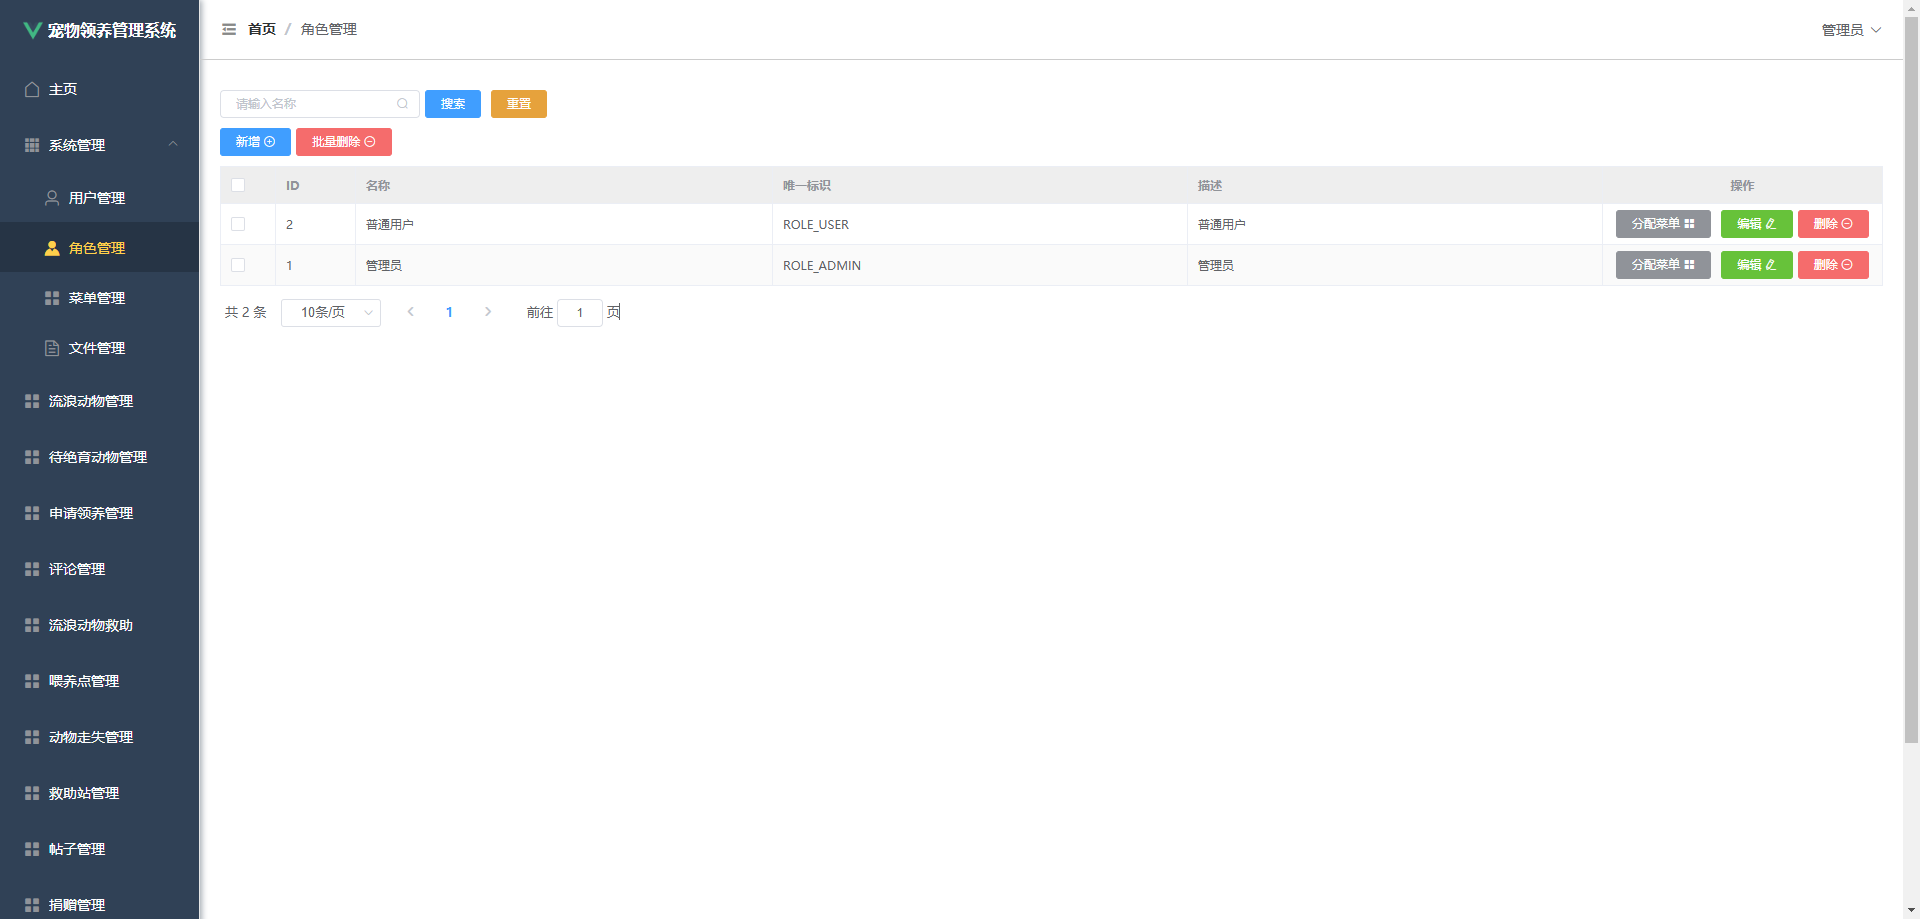 宠物领养管理系统
首页 / 角色管理
管理员
主页
系统管理
用户管理
角色管理
菜单管理
文件管理
流浪动物管理
待绝育动物管理
申请领养管理
评论管理
流浪动物救助
喂养点管理
动物走失管理
救助站管理
帖子管理
捐赠管理
请输入名称 搜索 重置
新增 批量删除
ID 名称 唯一标识 描述 操作
2 普通用户 ROLE_USER 普通用户 分配菜单 编辑 删除
1 管理员 ROLE_ADMIN 管理员 分配菜单 编辑 删除
共 2 条 10条/页 1 前往 1 页